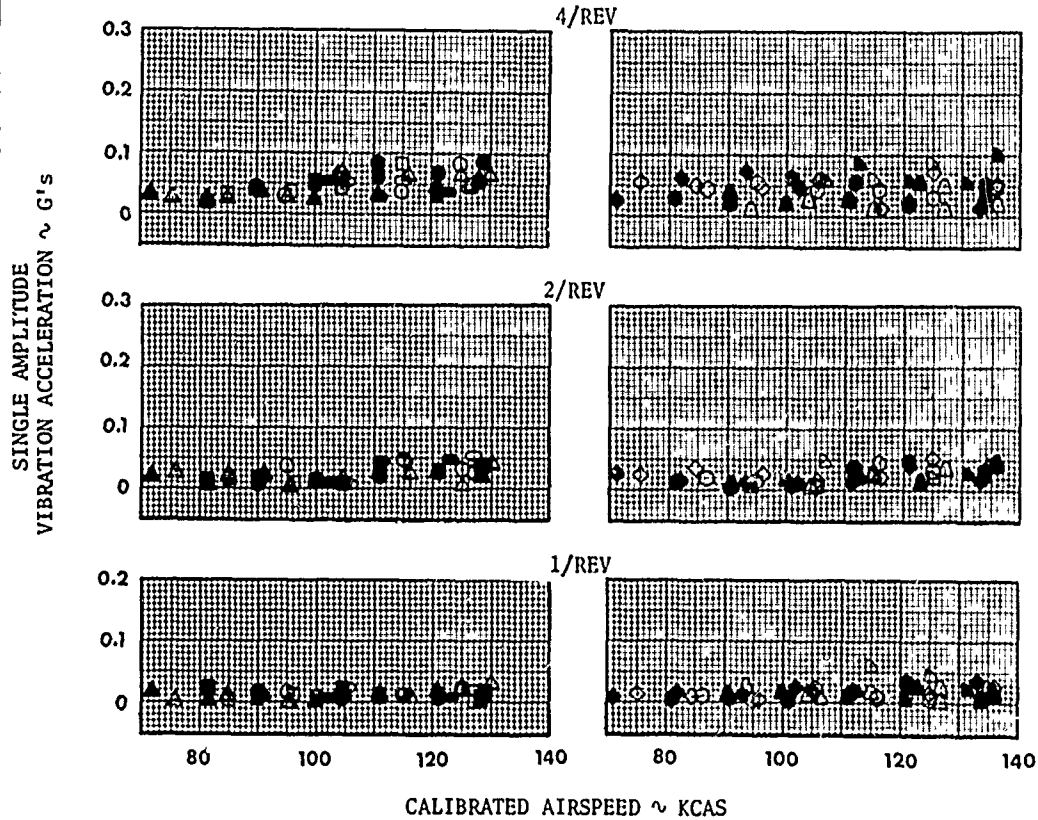 4/REV
0.3
0.2
0.1
0
2/REV
0.3
0.2
0.1
0
1/REV
0.2
0.1
0
80 100 120 140 80 100 120 140
SINGLE AMPLITUDE
VIBRATION ACCELERATION ~ G's
CALIBRATED AIRSPEED ~ KCAS